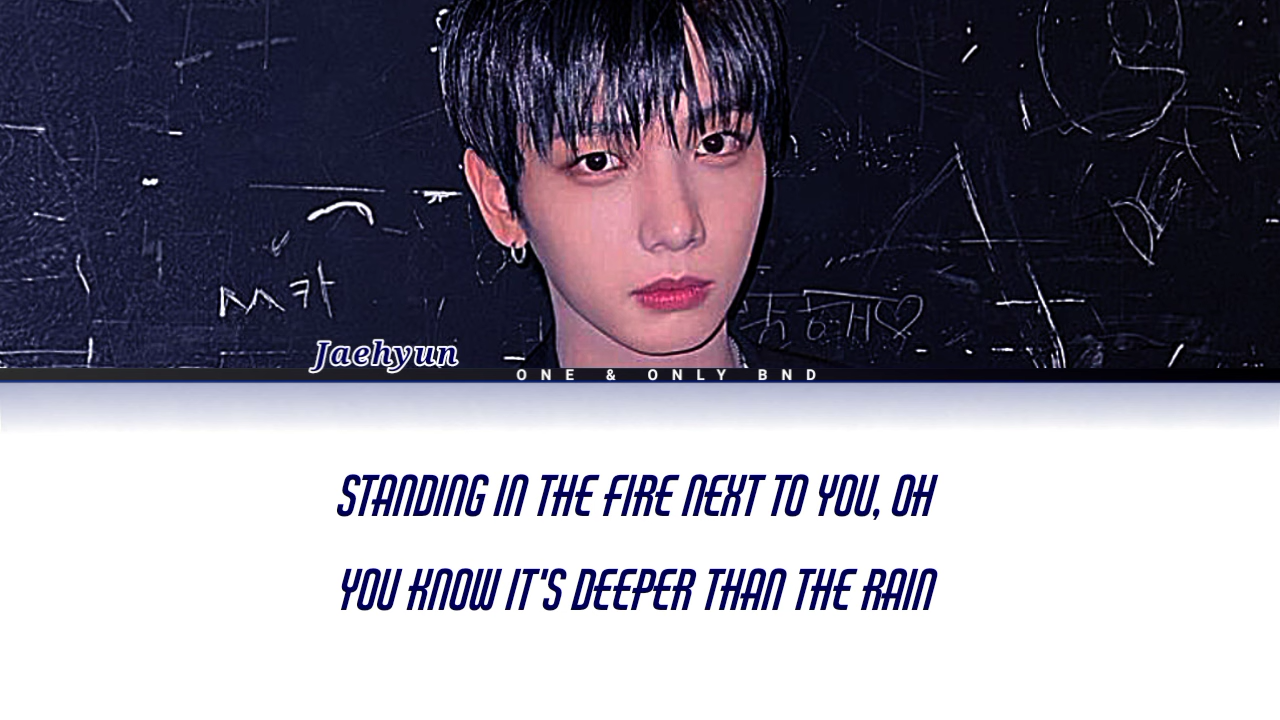 Jaehyun
ONE & ONLY BND
STANDING IN THE FIRE NEXT TO YOU, OH
YOU KNOW IT'S DEEPER THAN THE RAIN